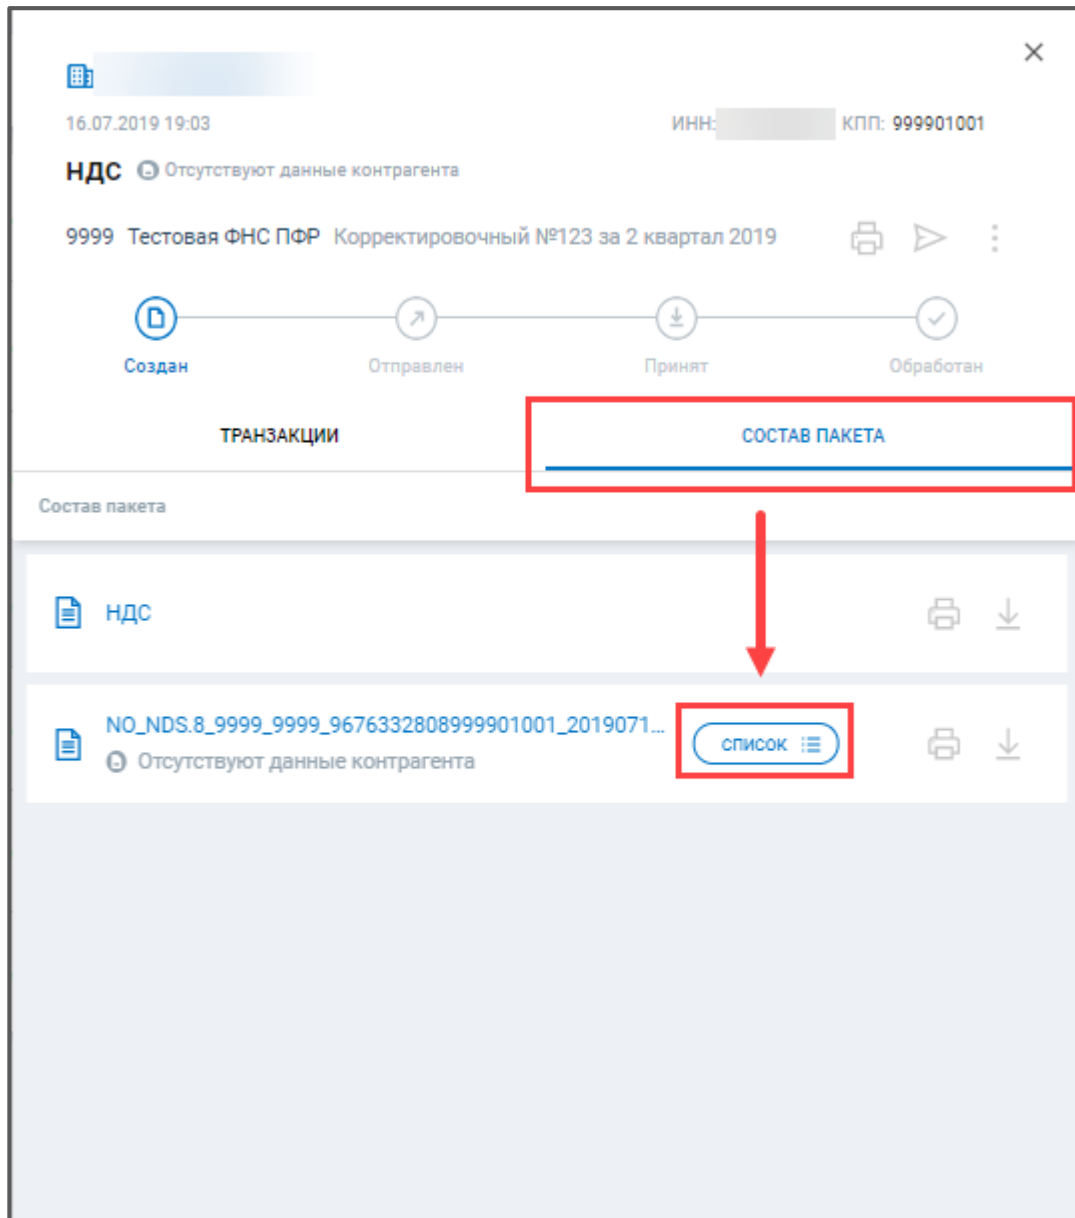 16.07.2019 19:03 ИНН: КПП: 999901001
НДС Отсутствуют данные контрагента
9999 Тестовая ФНС ПФР Корректировочный №123 за 2 квартал 2019
Создан Отправлен Принят Обработан
ТРАНЗАКЦИИ СОСТАВ ПАКЕТА
Состав пакета
НДС
NO_NDS.8_9999_9999_9676332808999901001_2019071...
СПИСОК
Отсутствуют данные контрагента